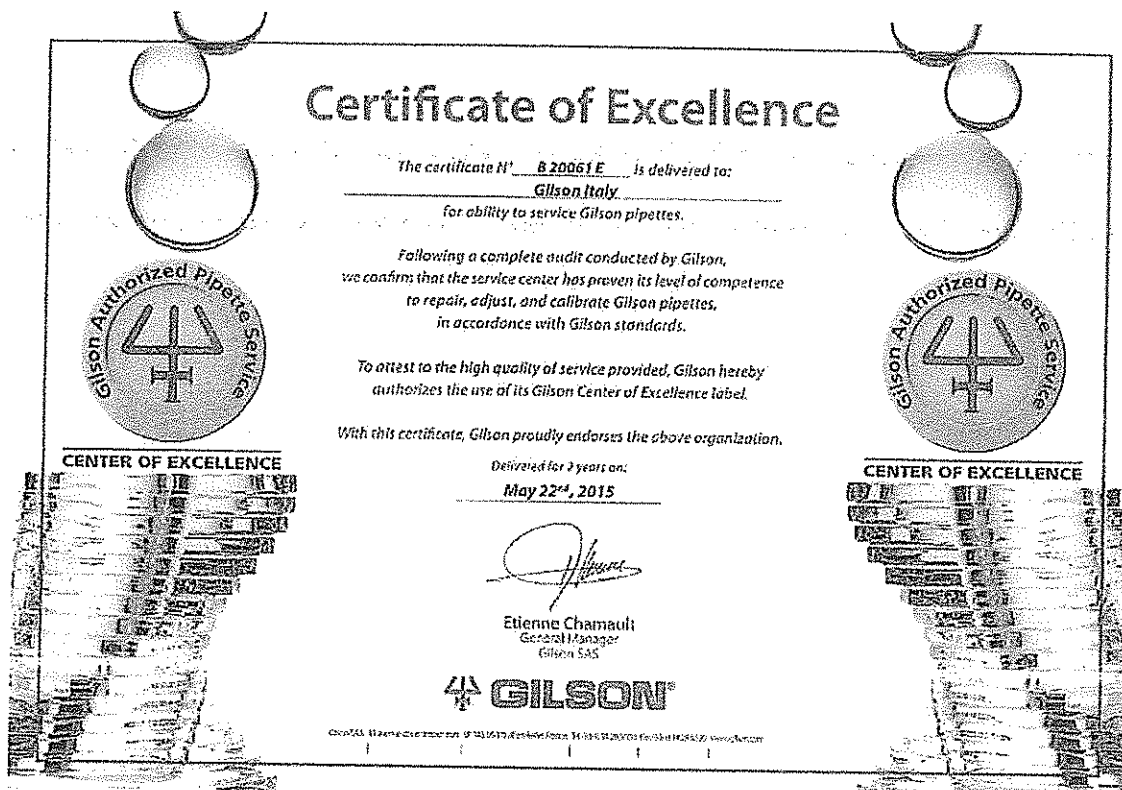 Certificate of Excellence
The certificate N° B 20061 E is delivered to:
Gilson Italy
for ability to service Gilson pipettes.
Following a complete audit conducted by Gilson,
we confirm that the service center has proven its level of competence
to repair, adjust, and calibrate Gilson pipettes,
in accordance with Gilson standards.
To attest to the high quality of service provided, Gilson hereby
authorizes the use of its Gilson Center of Excellence label.
With this certificate, Gilson proudly endorses the above organization.
Delivered for 2 years on:
May 22nd, 2015
Etienne Chamault
General Manager
Gilson SAS
GILSON®
Gilson Authorized Pipette Service
CENTER OF EXCELLENCE
Gilson Authorized Pipette Service
CENTER OF EXCELLENCE